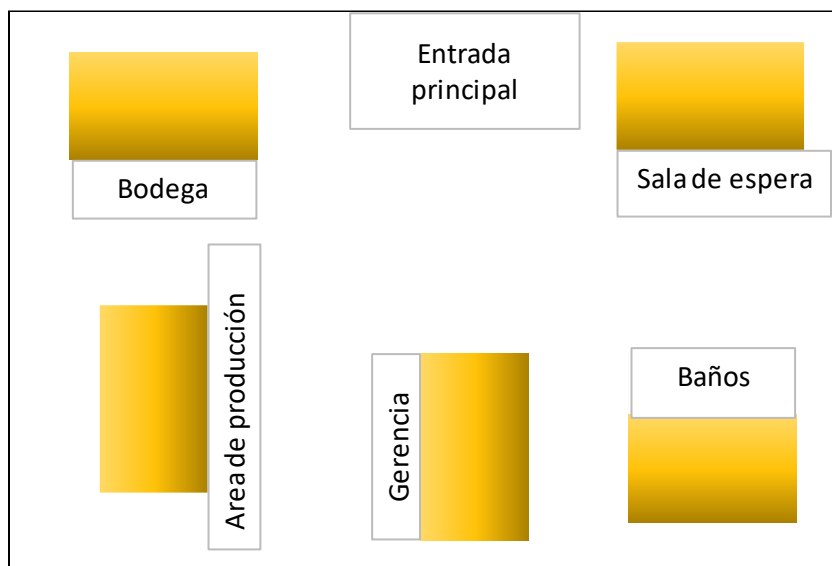 Entrada
principal
Bodega
Sala de espera
Area de producción
Gerencia
Baños